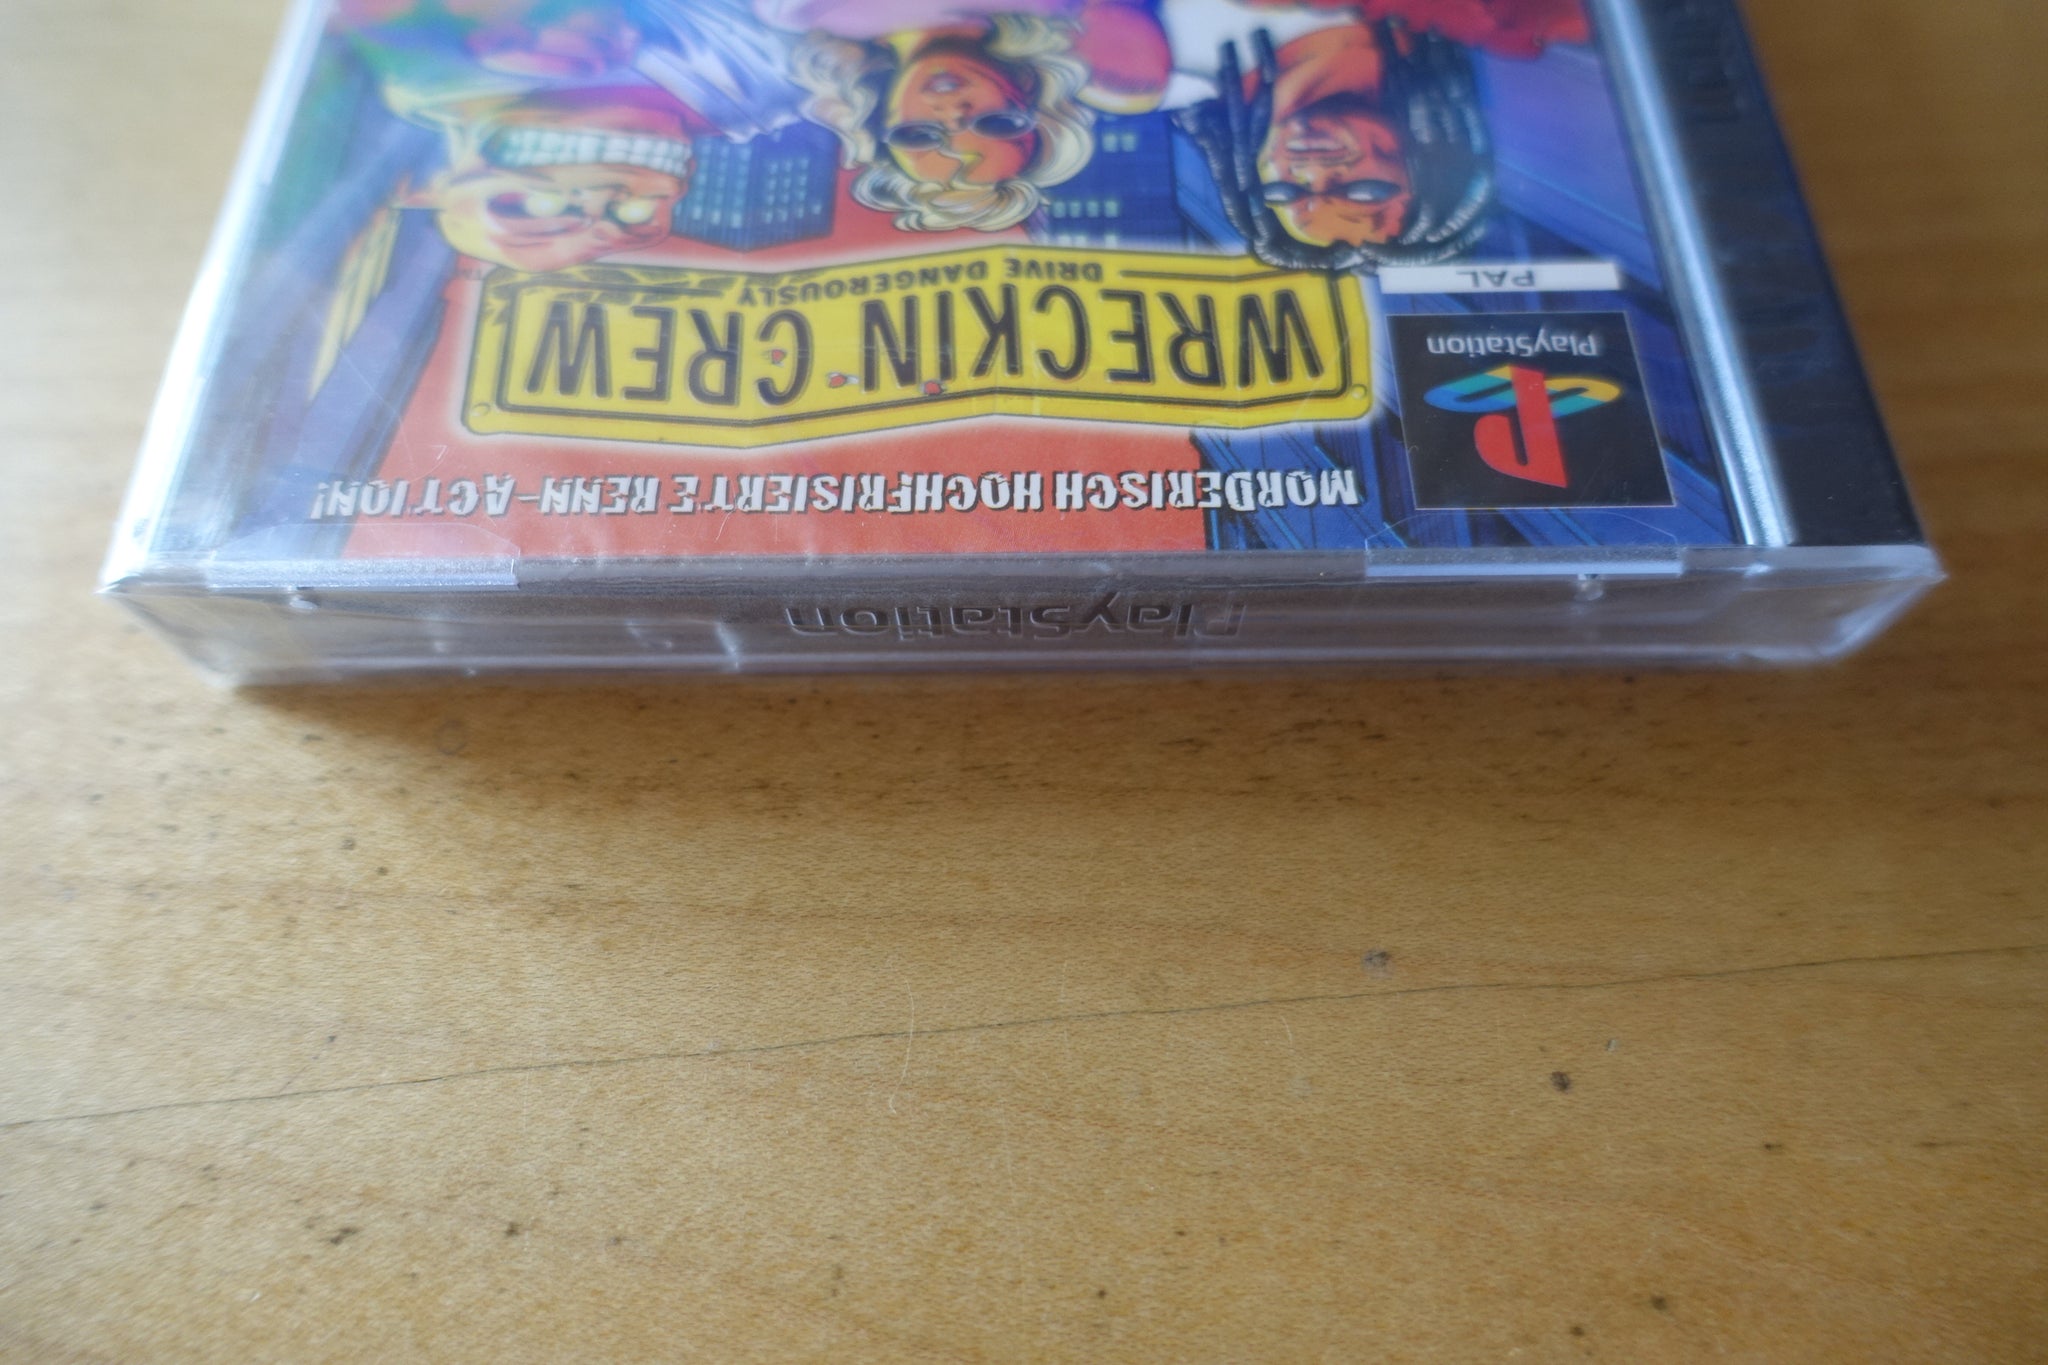 PlayStation
MÖRDERISCH HOCHFRISIERTE RENN-ACTION!
PlayStation
WRECKIN CREW
DRIVE DANGEROUSLY
PAL